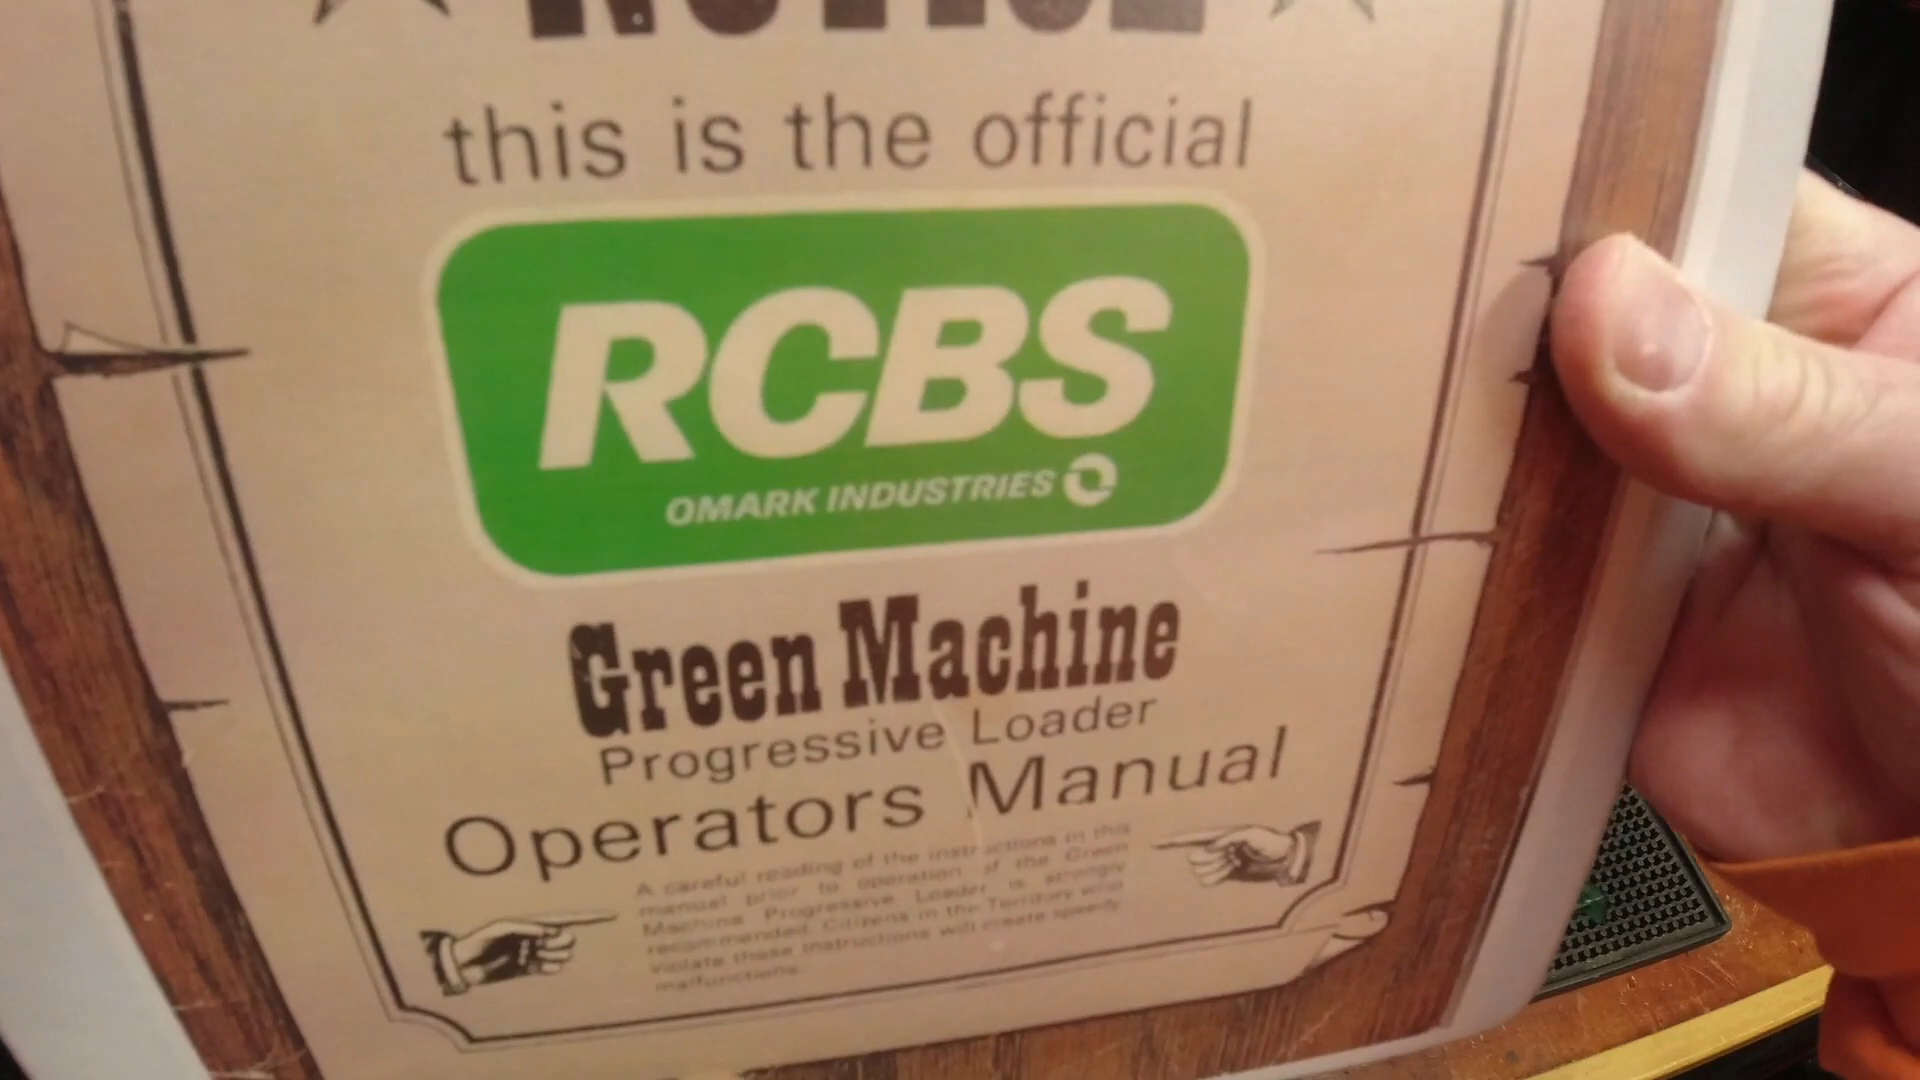 NOTICE
this is the official
RCBS
OMARK INDUSTRIES
Green Machine
Progressive Loader
Operators Manual
A careful reading of the instructions in this
manual prior to operation of the Green
Machine Progressive Loader is strongly
recommended. Citizens in the Territory who
violate these instructions will create speedy
malfunctions.